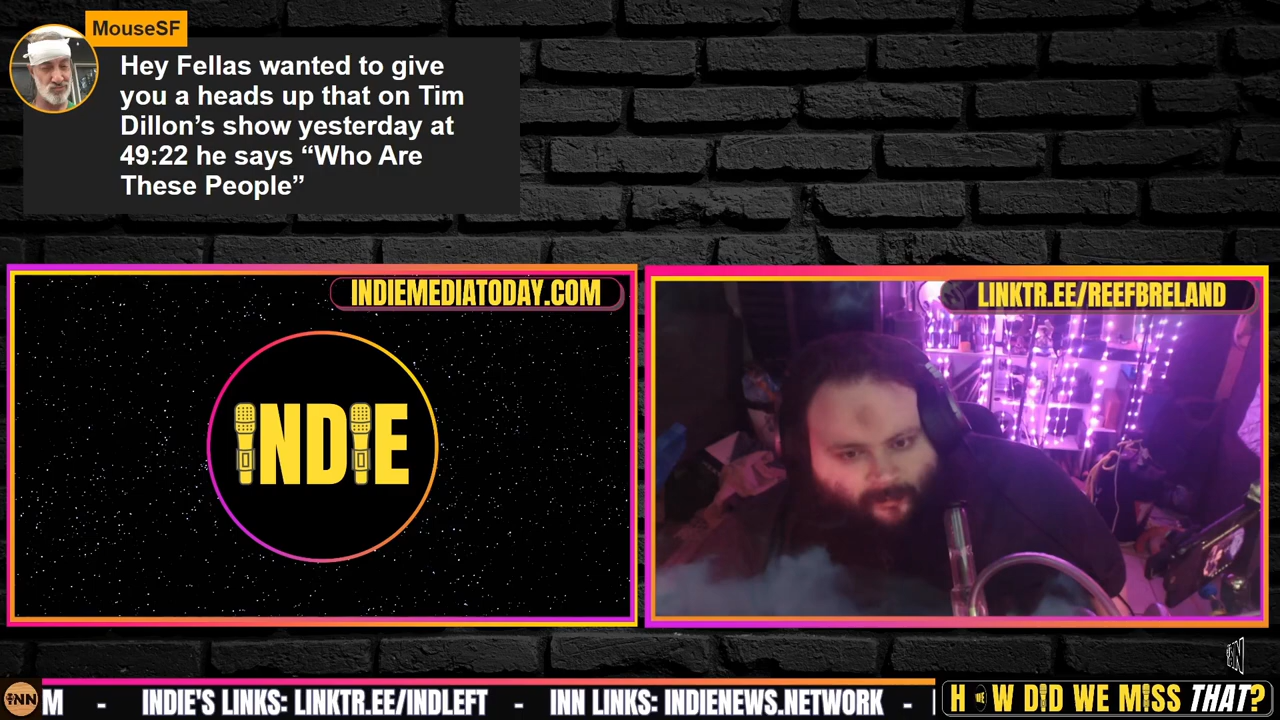 MouseSF
Hey Fellas wanted to give
you a heads up that on Tim
Dillon’s show yesterday at
49:22 he says “Who Are
These People”
INDIEMEDIATODAY.COM
LINKTR.EE/REEFBRELAND
INDIE
INN
M - INDIE'S LINKS: LINKTR.EE/INDLEFT - INN LINKS: INDIENEWS.NETWORK -
HOW DID WE MISS THAT?